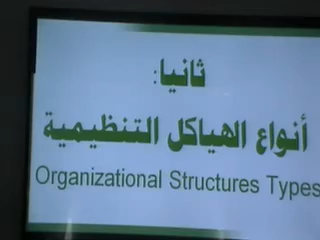 ثانيا:
أنواع الهياكل التنظيمية
Organizational Structures Types